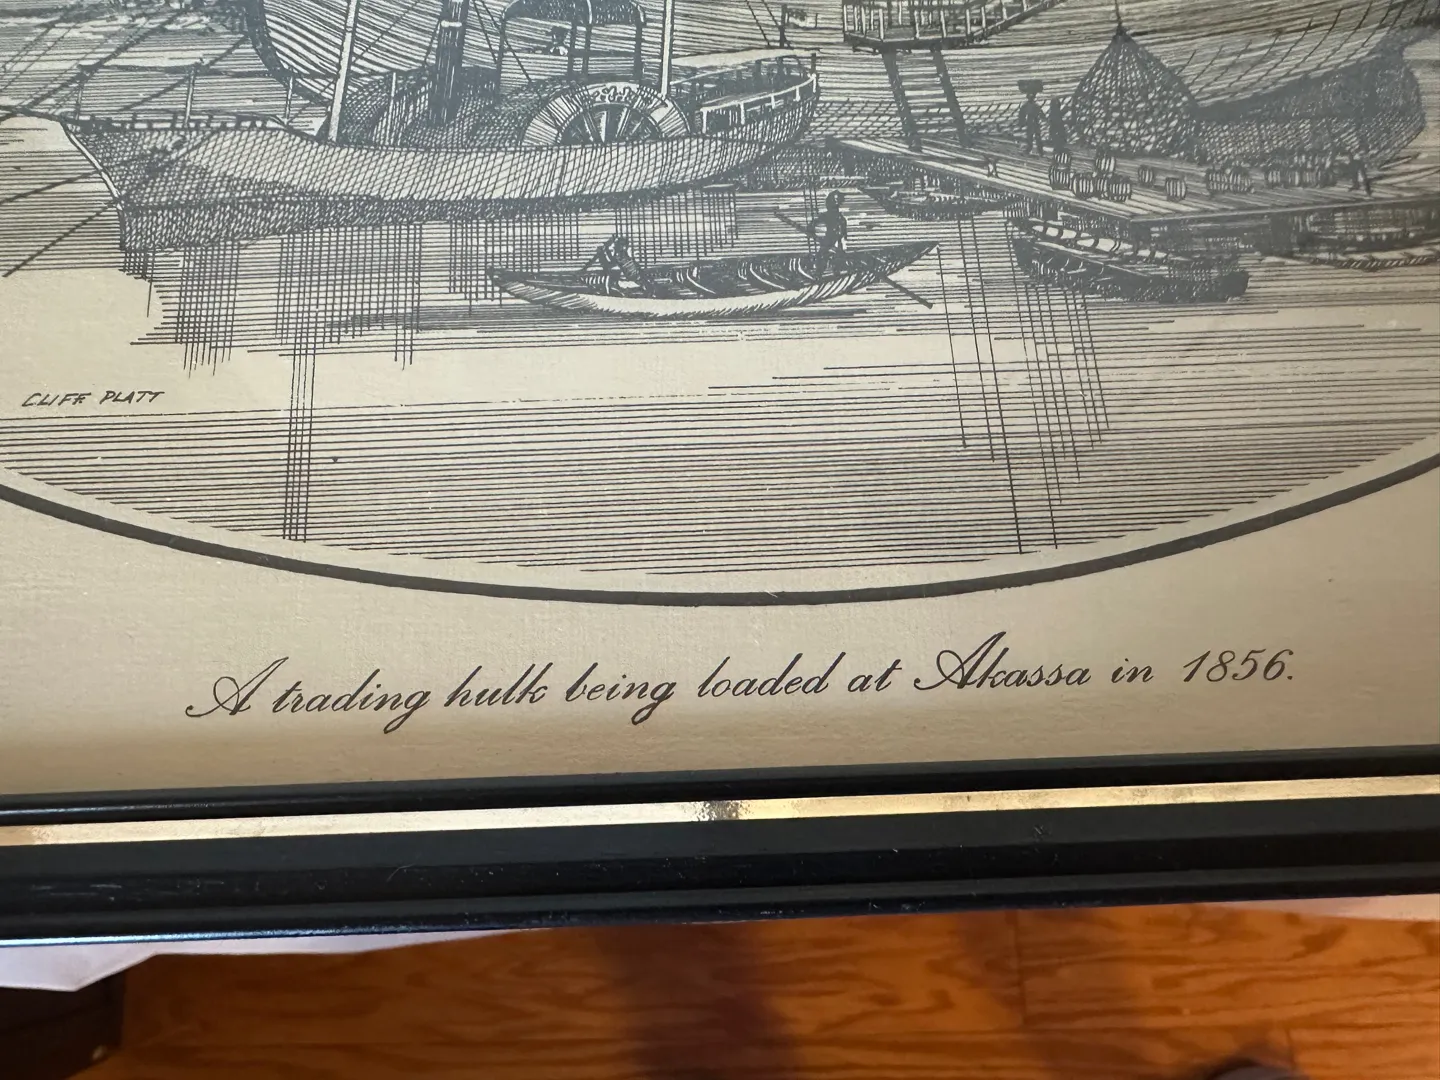 CLIFF PLATT
A trading hulk being loaded at Akassa in 1856.